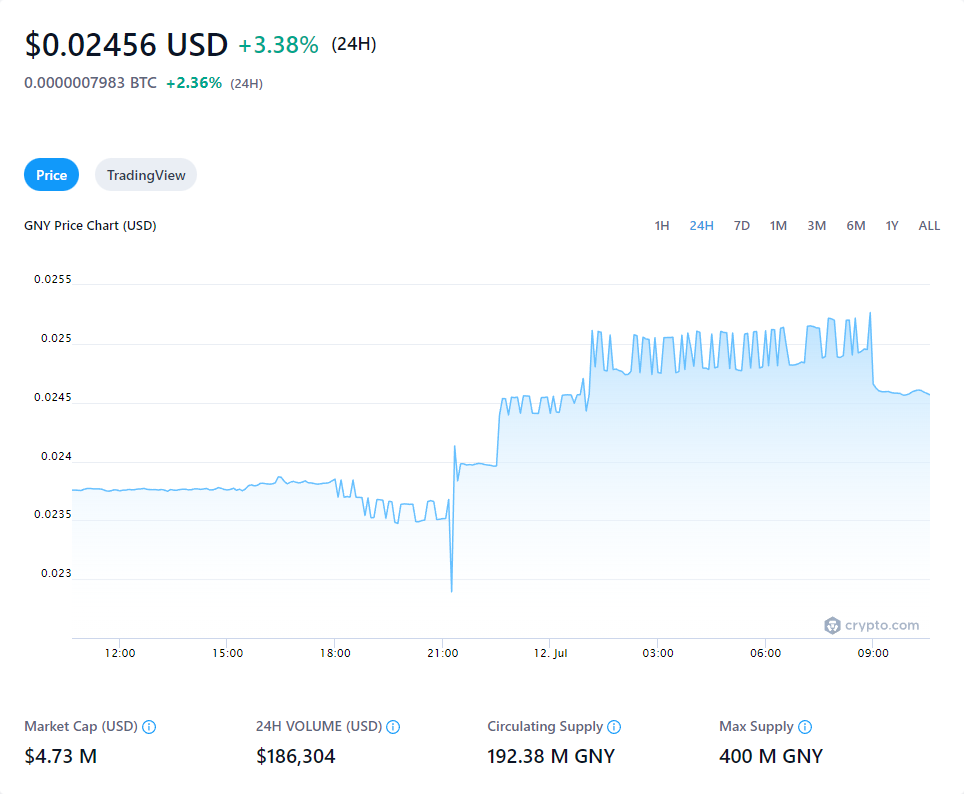 $0.02456 USD +3.38% (24H)
0.0000007983 BTC +2.36% (24H)
Price TradingView
GNY Price Chart (USD) 1H 24H 7D 1M 3M 6M 1Y ALL
0.0255
0.025
0.0245
0.024
0.0235
0.023
crypto.com
12:00 15:00 18:00 21:00 12. Jul 03:00 06:00 09:00
Market Cap (USD) 24H VOLUME (USD) Circulating Supply Max Supply
$4.73 M $186,304 192.38 M GNY 400 M GNY